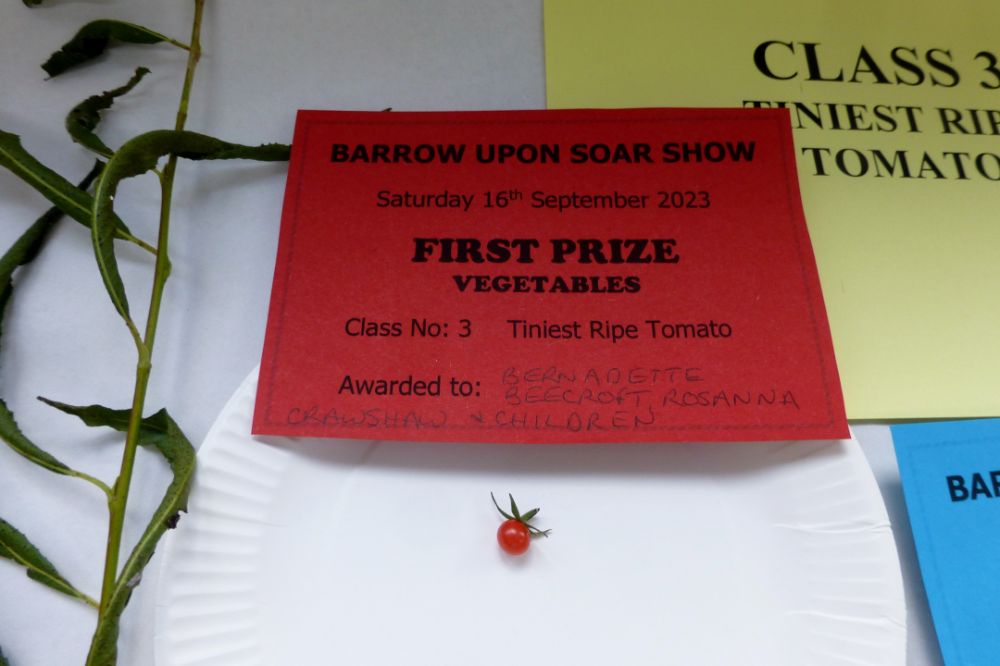 BARROW UPON SOAR SHOW
Saturday 16th September 2023
FIRST PRIZE
VEGETABLES
Class No: 3 Tiniest Ripe Tomato
Awarded to: BERNADETTE
BEECROFT, ROSANNA
CRAWSHAW & CHILDREN
CLASS 3
TINIEST RIPE
TOMATO
BAR